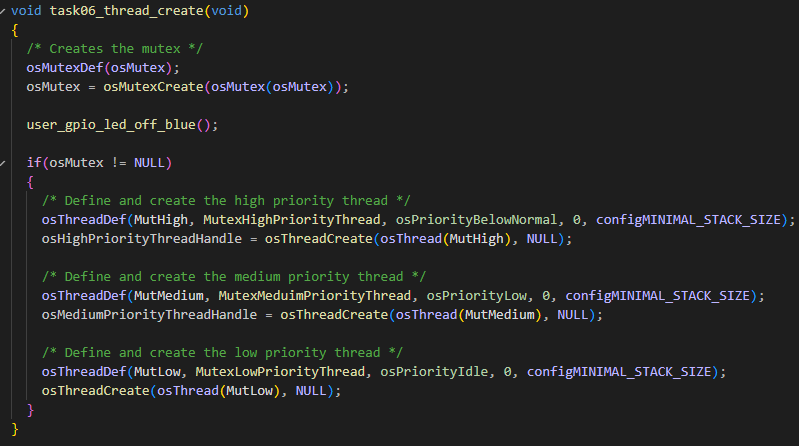 void task06_thread_create(void)
{
  /* Creates the mutex */
  osMutexDef(osMutex);
  osMutex = osMutexCreate(osMutex(osMutex));

  user_gpio_led_off_blue();

  if(osMutex != NULL)
  {
    /* Define and create the high priority thread */
    osThreadDef(MutHigh, MutexHighPriorityThread, osPriorityBelowNormal, 0, configMINIMAL_STACK_SIZE);
    osHighPriorityThreadHandle = osThreadCreate(osThread(MutHigh), NULL);

    /* Define and create the medium priority thread */
    osThreadDef(MutMedium, MutexMeduimPriorityThread, osPriorityLow, 0, configMINIMAL_STACK_SIZE);
    osMediumPriorityThreadHandle = osThreadCreate(osThread(MutMedium), NULL);

    /* Define and create the low priority thread */
    osThreadDef(MutLow, MutexLowPriorityThread, osPriorityIdle, 0, configMINIMAL_STACK_SIZE);
    osThreadCreate(osThread(MutLow), NULL);
  }
}